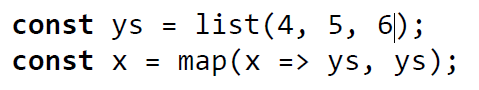 const ys = list(4, 5, 6);
const x = map(x => ys, ys);